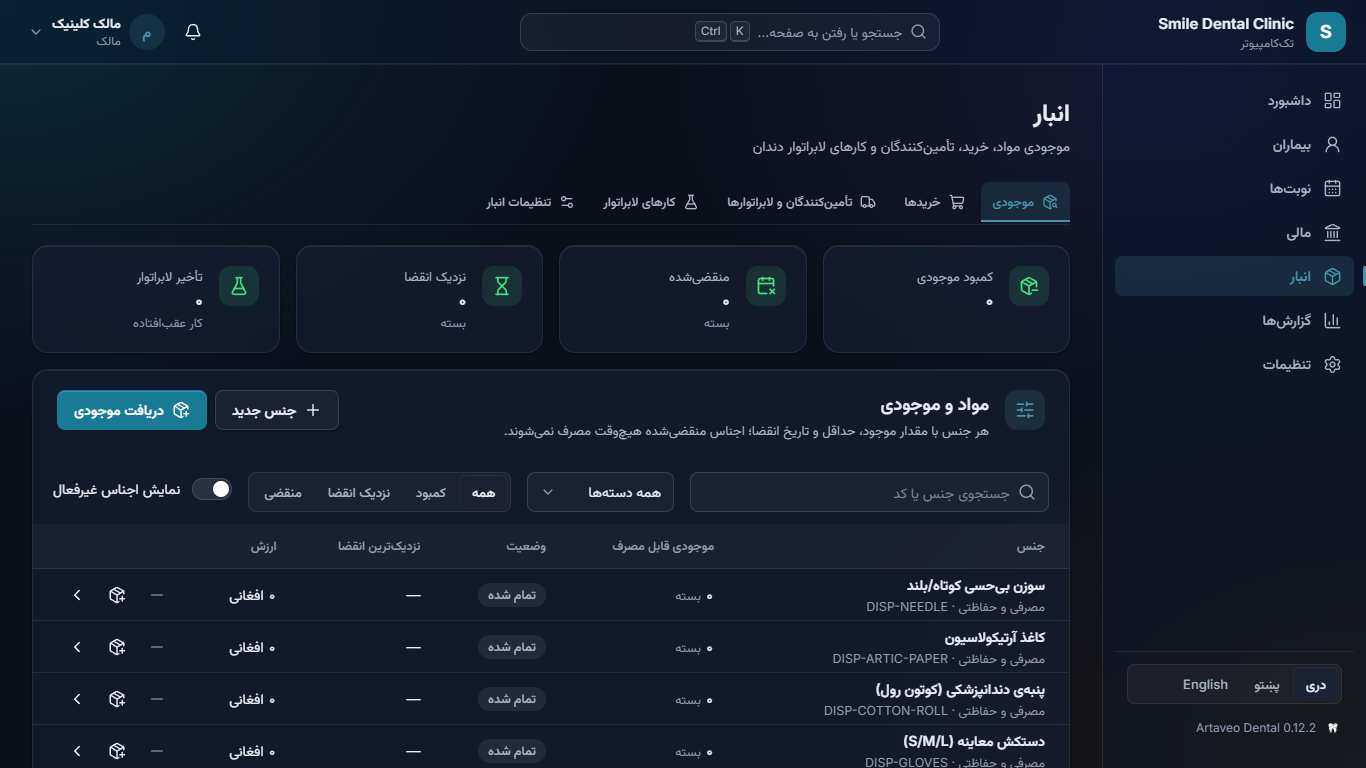 Smile Dental Clinic
تک‌کامپیوتر
S
جستجو یا رفتن به صفحه... Ctrl K
مالک کلینیک
مالک
م
داشبورد
بیماران
نوبت‌ها
مالی
انبار
گزارش‌ها
تنظیمات
دری پښتو English
Artaveo Dental 0.12.2
انبار
موجودی مواد، خرید، تأمین‌کنندگان و کارهای لابراتوار دندان
موجودی خریدها تأمین‌کنندگان و لابراتوارها کارهای لابراتوار تنظیمات انبار
کمبود موجودی
۰
منقضی‌شده
۰
بسته
نزدیک انقضا
۰
بسته
تأخیر لابراتوار
۰
کار عقب‌افتاده
مواد و موجودی
هر جنس با مقدار موجود، حداقل و تاریخ انقضا؛ اجناس منقضی‌شده هیچ‌وقت مصرف نمی‌شوند.
جنس جدید
دریافت موجودی
جستجوی جنس یا کد
همه دسته‌ها
همه کمبود نزدیک انقضا منقضی
نمایش اجناس غیرفعال
جنس موجودی قابل مصرف وضعیت نزدیک‌ترین انقضا ارزش
سوزن بی‌حسی کوتاه/بلند
مصرفی و حفاظتی · DISP-NEEDLE
۰ بسته تمام شده — ۰ افغانی —
کاغذ آرتیکولاسیون
مصرفی و حفاظتی · DISP-ARTIC-PAPER
۰ بسته تمام شده — ۰ افغانی —
پنبه‌ی دندانپزشکی (کوتون رول)
مصرفی و حفاظتی · DISP-COTTON-ROLL
۰ بسته تمام شده — ۰ افغانی —
دستکش معاینه (S/M/L)
مصرفی و حفاظتی · DISP-GLOVES
۰ بسته تمام شده — ۰ افغانی —